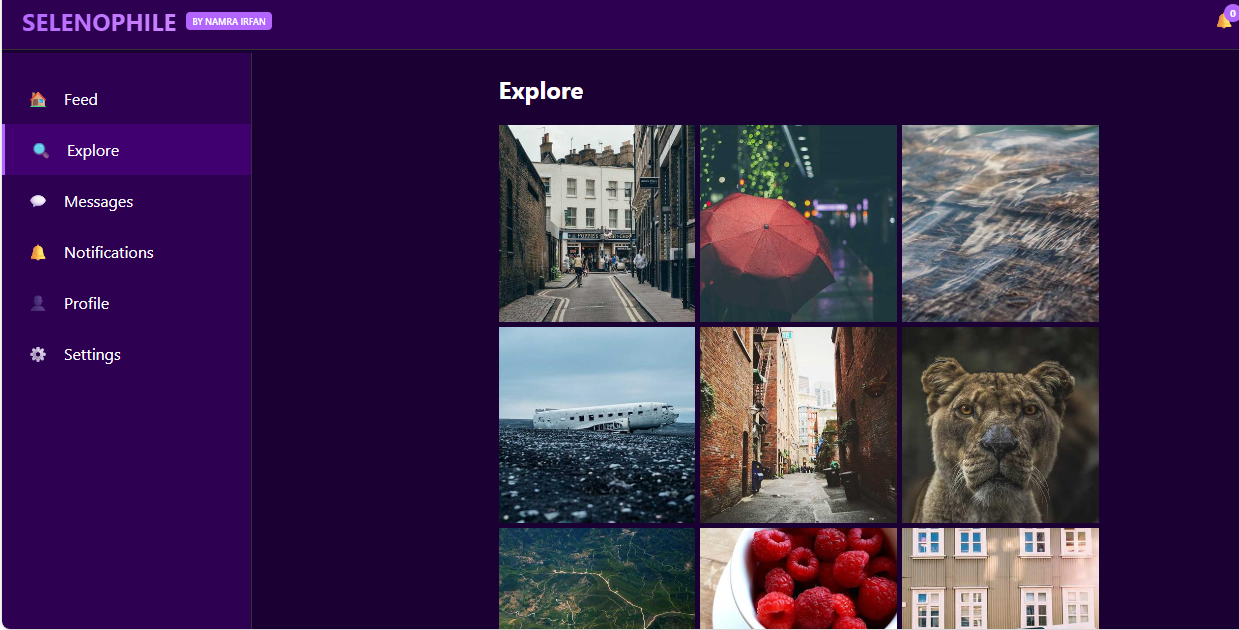 SELENOPHILE BY NAMRA IRFAN
0
Feed
Explore
Messages
Notifications
Profile
Settings
Explore